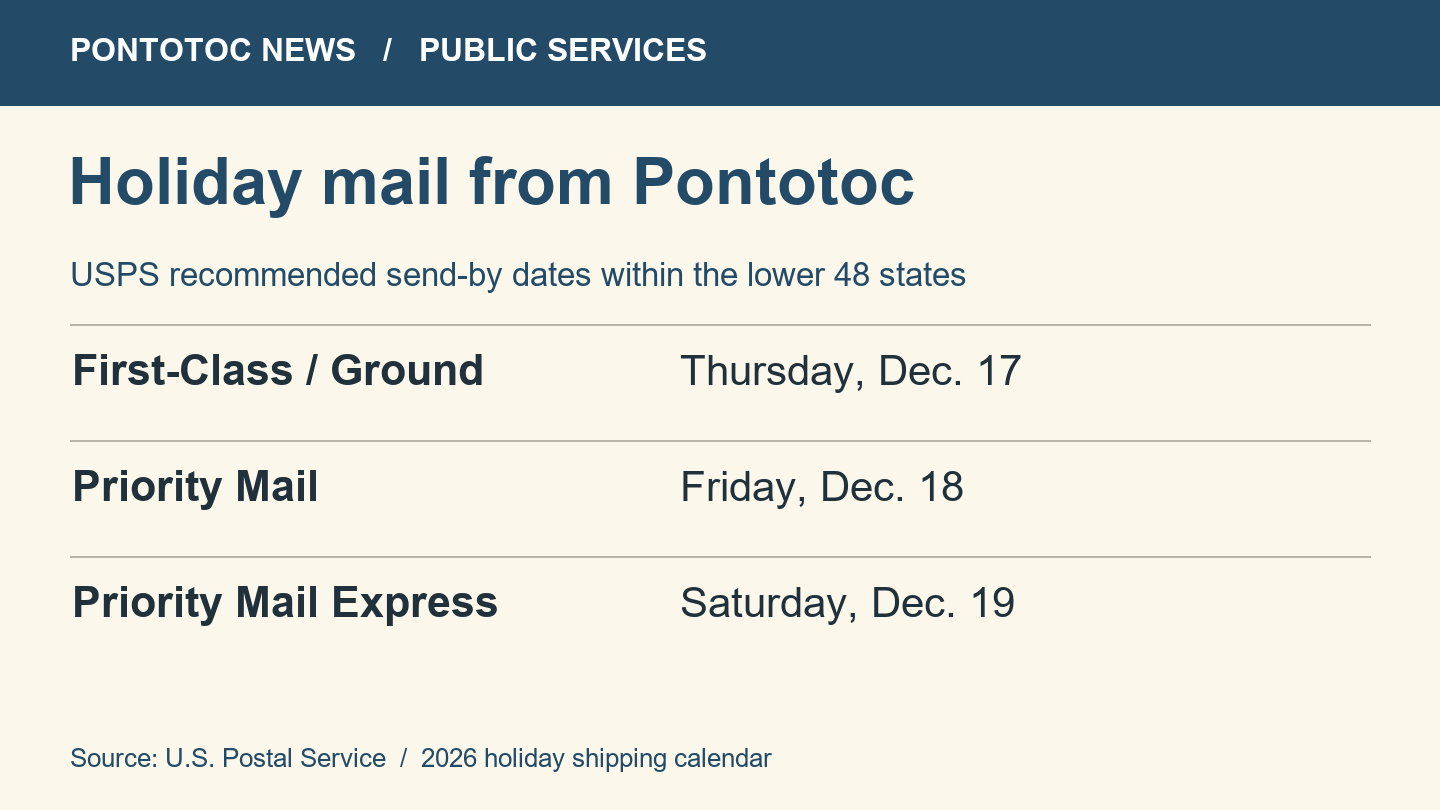 PONTOTOC NEWS / PUBLIC SERVICES
Holiday mail from Pontotoc
USPS recommended send-by dates within the lower 48 states
First-Class / Ground Thursday, Dec. 17
Priority Mail Friday, Dec. 18
Priority Mail Express Saturday, Dec. 19
Source: U.S. Postal Service / 2026 holiday shipping calendar